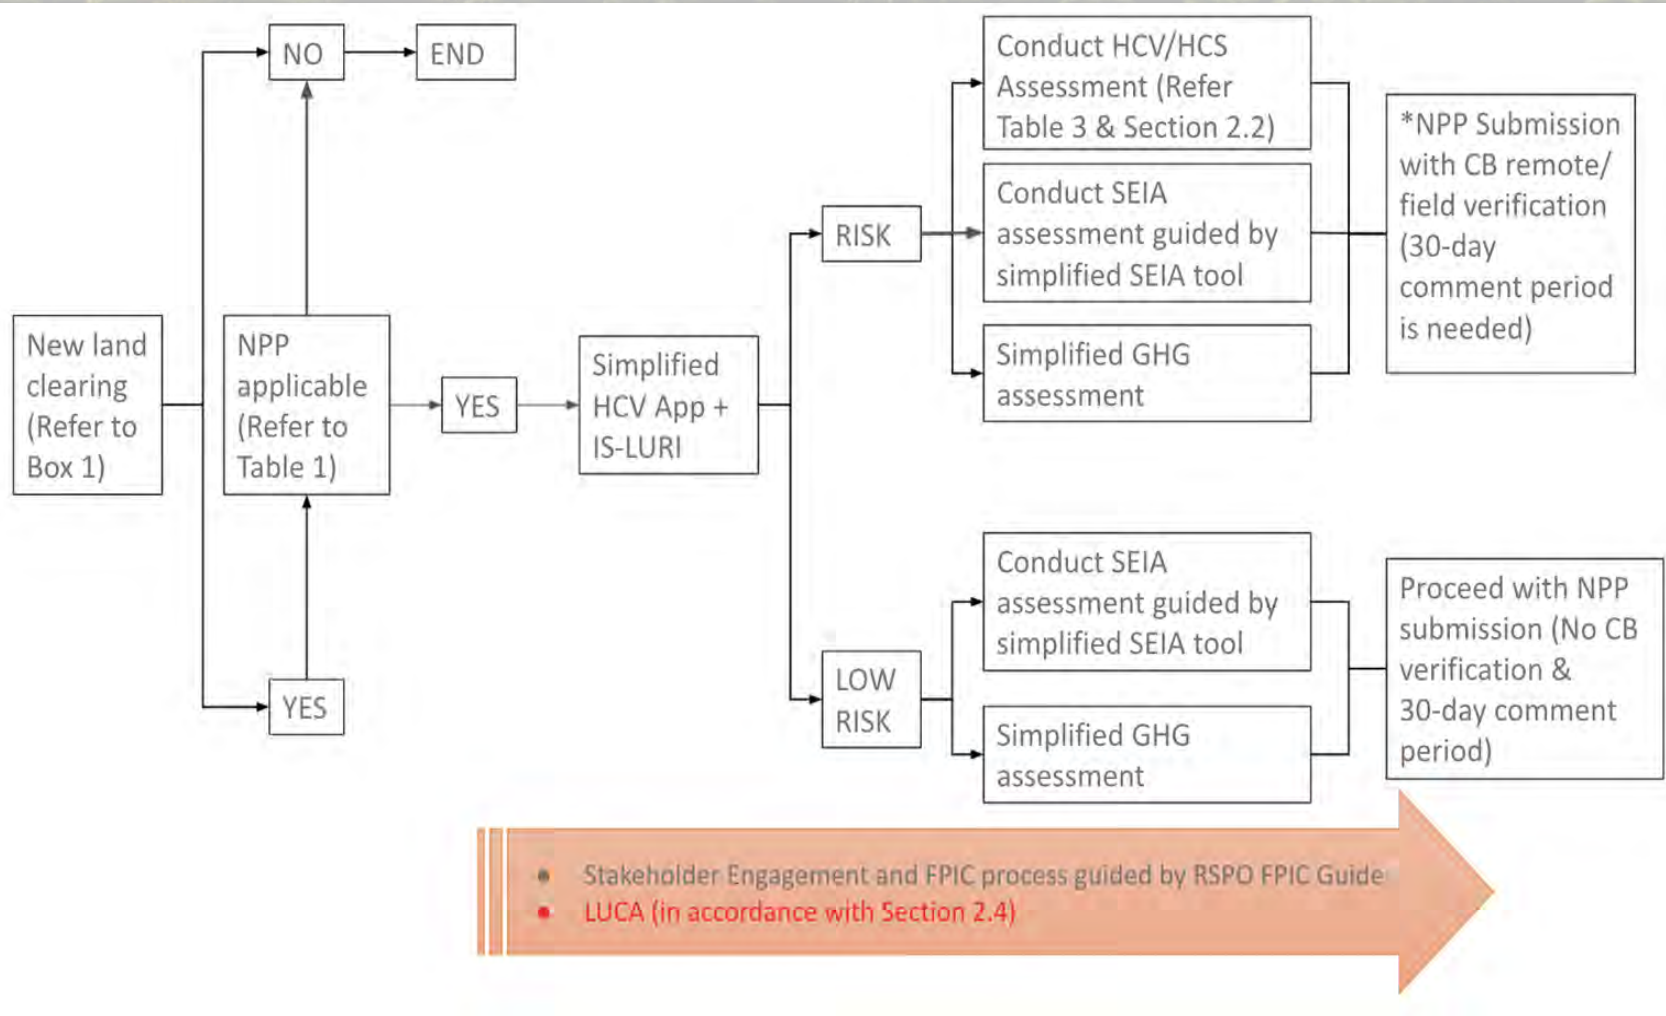 NO
END
New land
clearing
(Refer to
Box 1)
NPP
applicable
(Refer to
Table 1)
YES
YES
Simplified
HCV App +
IS-LURI
RISK
Conduct HCV/HCS
Assessment (Refer
Table 3 & Section 2.2)
Conduct SEIA
assessment guided by
simplified SEIA tool
Simplified GHG
assessment
*NPP Submission
with CB remote/
field verification
(30-day
comment period
is needed)
LOW
RISK
Conduct SEIA
assessment guided by
simplified SEIA tool
Simplified GHG
assessment
Proceed with NPP
submission (No CB
verification &
30-day comment
period)
• Stakeholder Engagement and FPIC process guided by RSPO FPIC Guide
• LUCA (in accordance with Section 2.4)